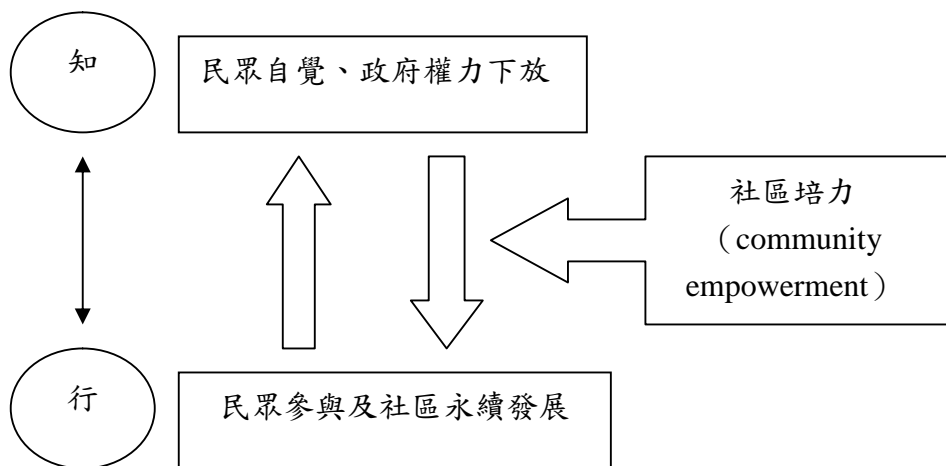 知
民眾自覺、政府權力下放
社區培力
（community
empowerment）
行
民眾參與及社區永續發展